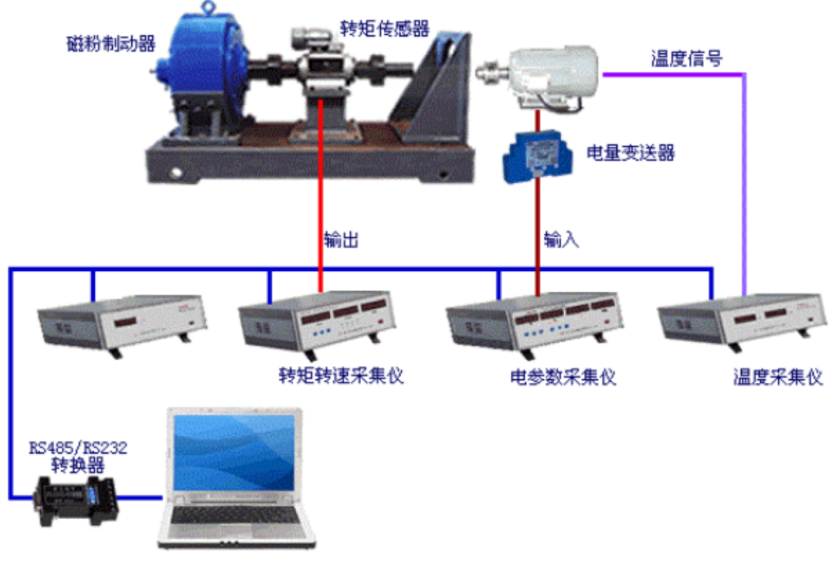 磁粉制动器
转矩传感器
温度信号
电量变送器
输出
输入
转矩转速采集仪
电参数采集仪
温度采集仪
RS485/RS232
转换器